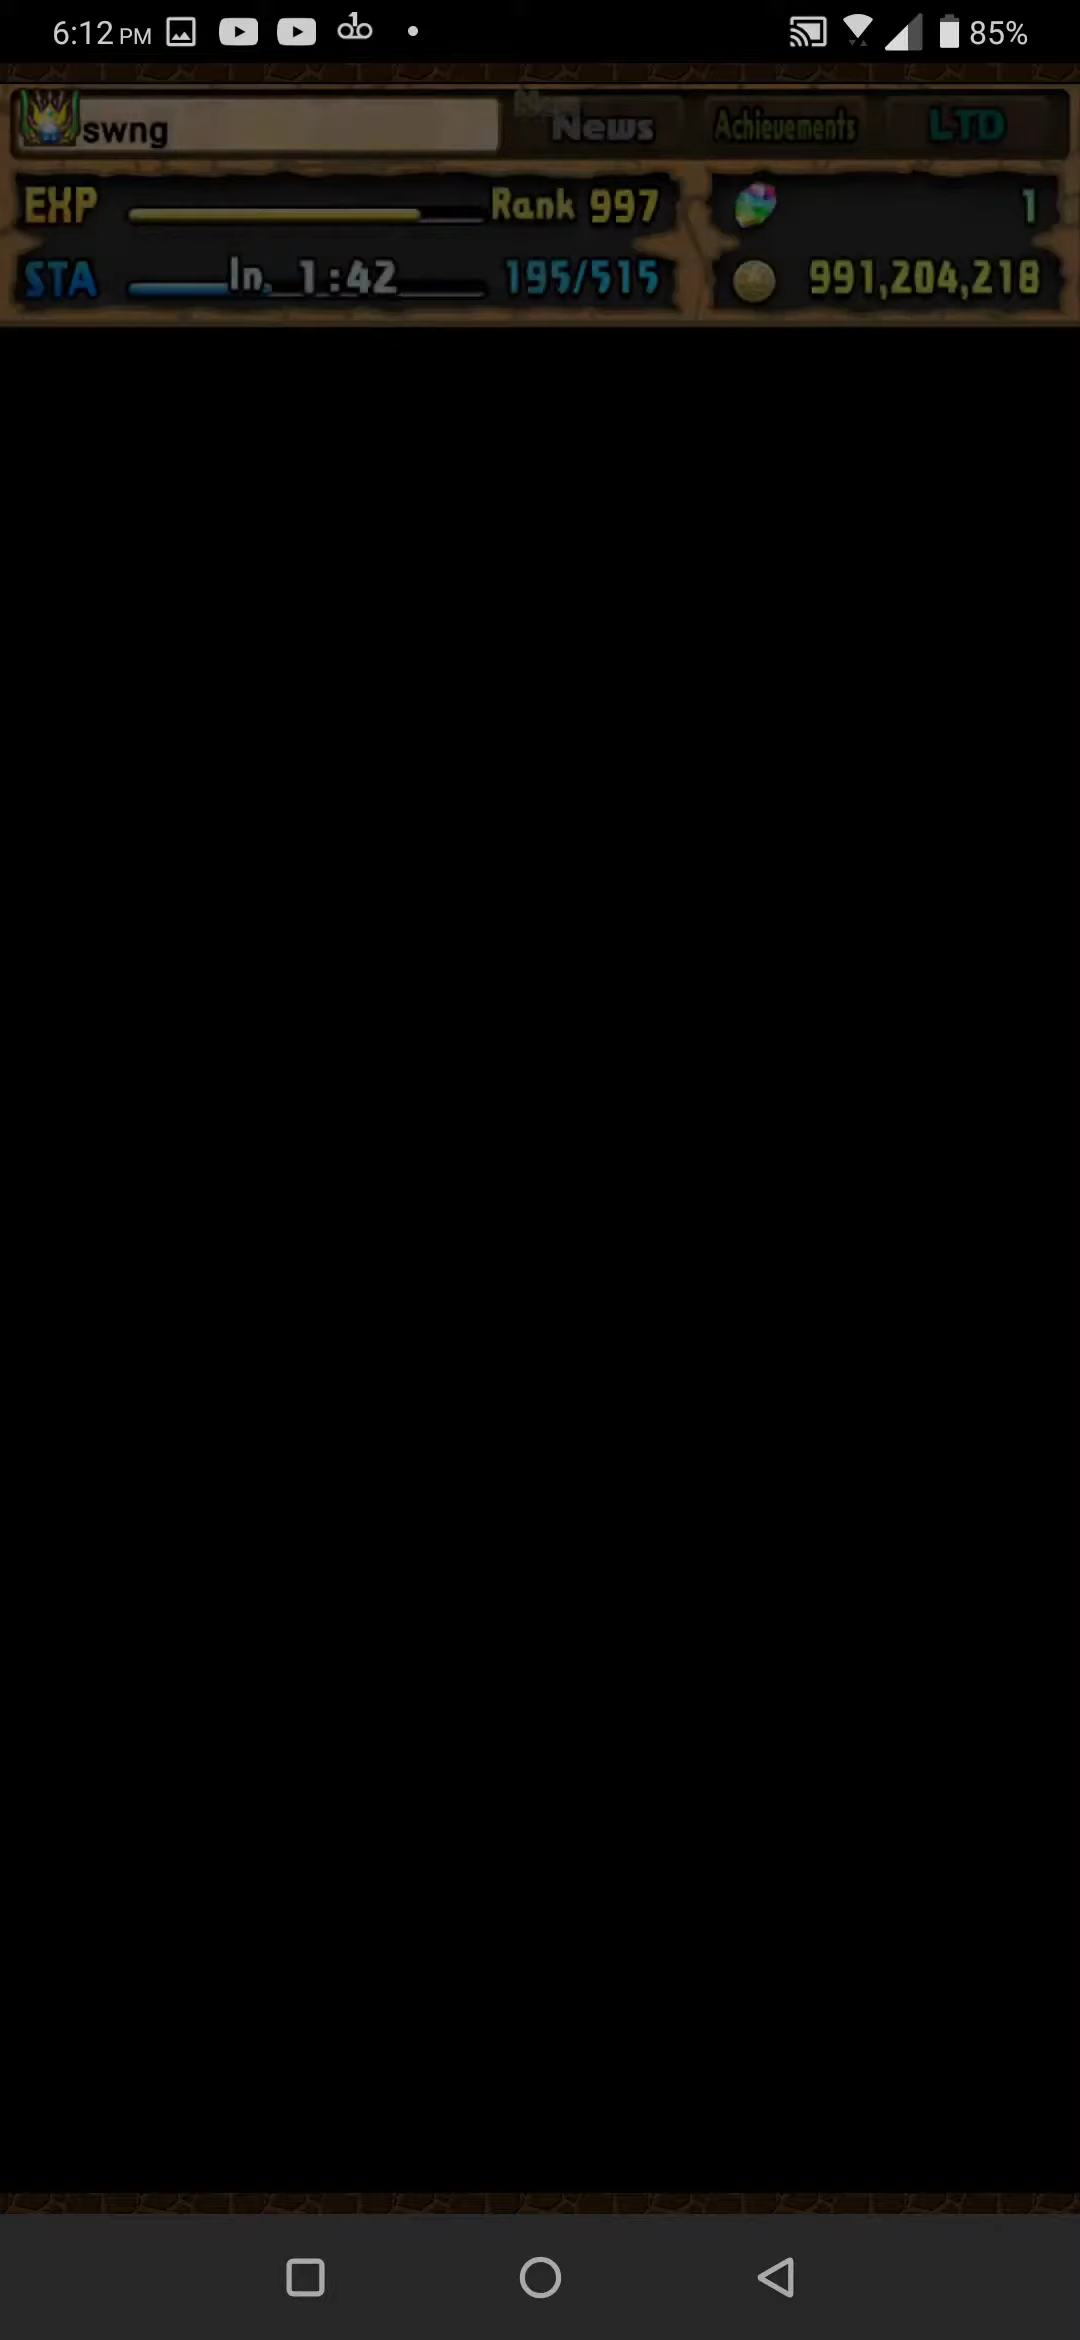 6:12 PM 85%
swng News Achievements LTD
EXP Rank 997 1
STA In. 1:42 195/515 991,204,218